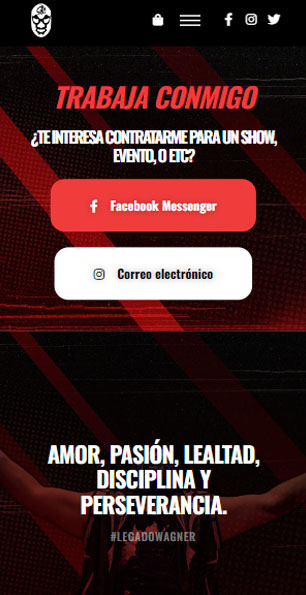 TRABAJA CONMIGO
¿TE INTERESA CONTRATARME PARA UN SHOW,
EVENTO, O ETC?
Facebook Messenger
Correo electrónico
AMOR, PASIÓN, LEALTAD,
DISCIPLINA Y
PERSEVERANCIA.
#LEGADOWAGNER